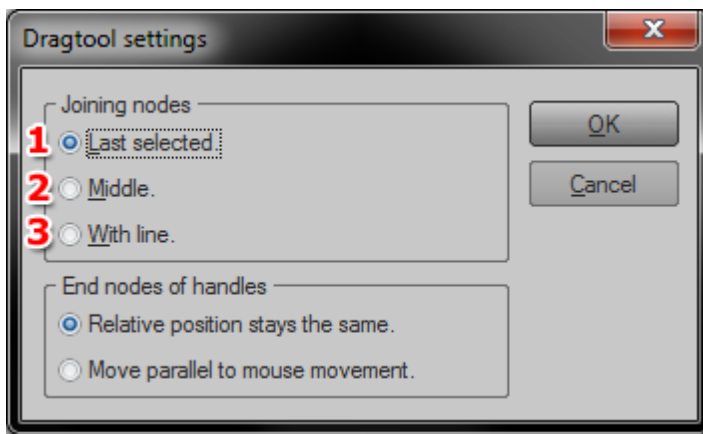 Dragtool settings
Joining nodes
1 Last selected.
2 Middle.
3 With line.
OK
Cancel
End nodes of handles
Relative position stays the same.
Move parallel to mouse movement.